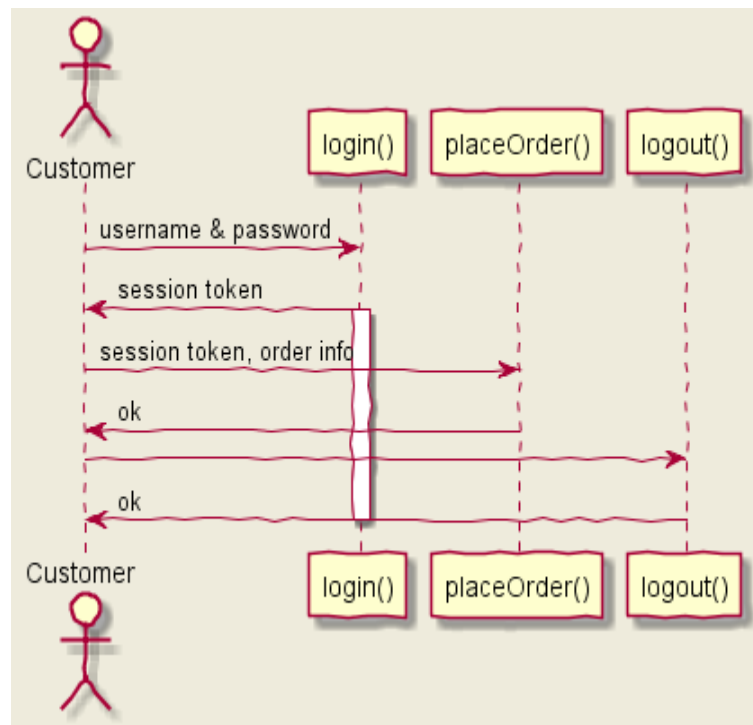 Customer
login()
placeOrder()
logout()
username & password
session token
session token, order info
ok
ok
Customer
login()
placeOrder()
logout()